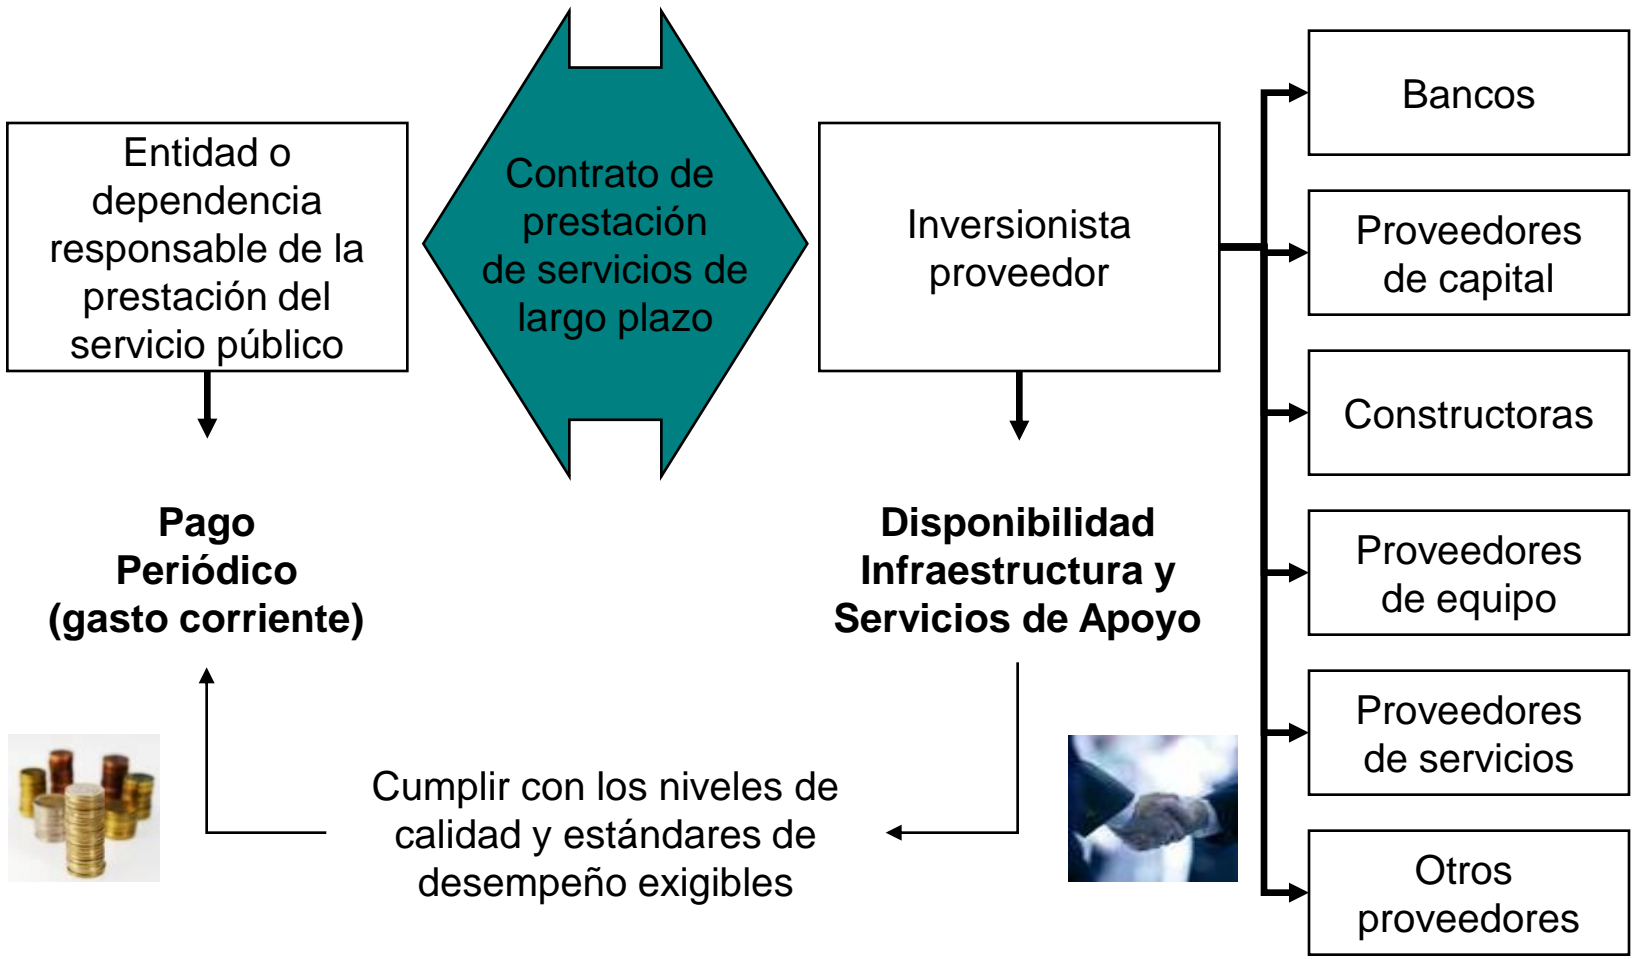 Entidad o
dependencia
responsable de la
prestación del
servicio público
Contrato de
prestación
de servicios de
largo plazo
Inversionista
proveedor
Bancos
Proveedores
de capital
Constructoras
Proveedores
de equipo
Proveedores
de servicios
Otros
proveedores
Pago
Periódico
(gasto corriente)
Disponibilidad
Infraestructura y
Servicios de Apoyo
Cumplir con los niveles de
calidad y estándares de
desempeño exigibles